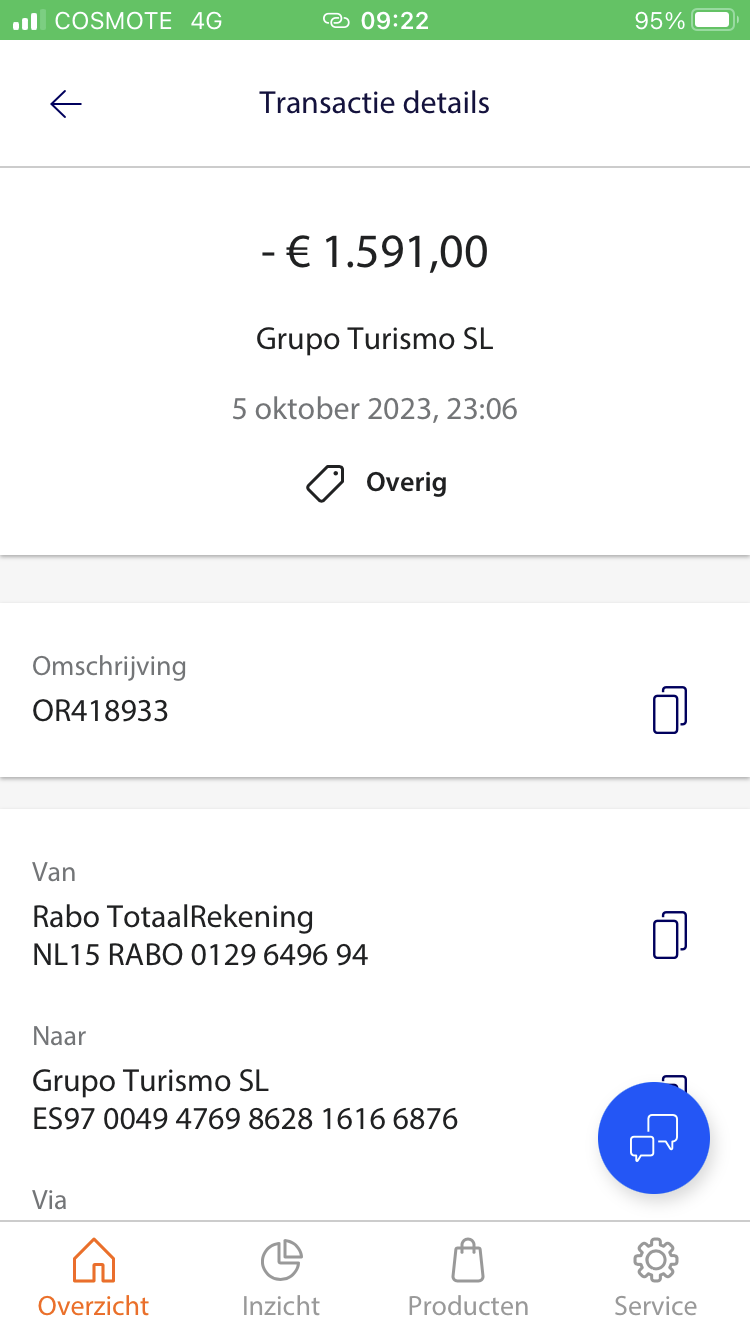 COSMOTE 4G 09:22 95%
Transactie details
- € 1.591,00
Grupo Turismo SL
5 oktober 2023, 23:06
Overig
Omschrijving
OR418933
Van
Rabo TotaalRekening
NL15 RABO 0129 6496 94
Naar
Grupo Turismo SL
ES97 0049 4769 8628 1616 6876
Via
Overzicht Inzicht Producten Service